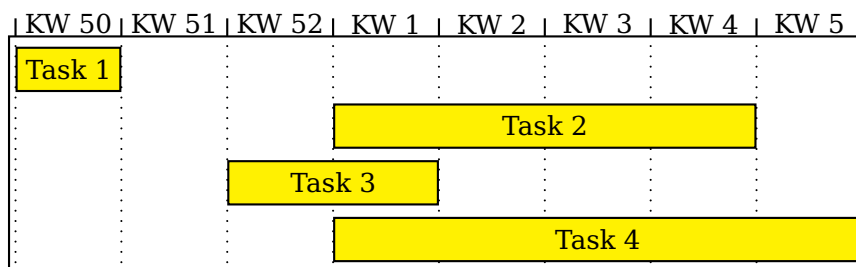 KW 50 KW 51 KW 52 KW 1 KW 2 KW 3 KW 4 KW 5
Task 1
Task 2
Task 3
Task 4